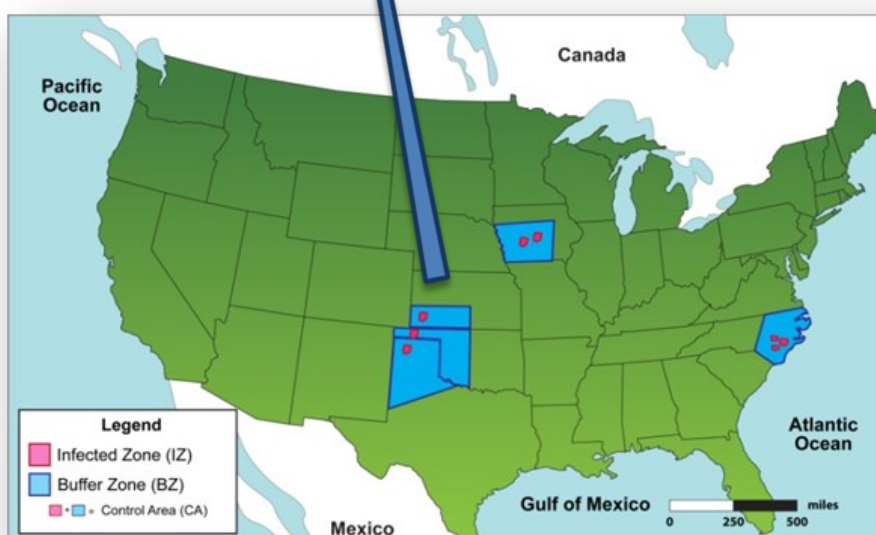 Canada
Pacific
Ocean
Legend
Infected Zone (IZ)
Buffer Zone (BZ)
+ = Control Area (CA)
Atlantic
Ocean
Gulf of Mexico
miles
0 250 500
Mexico